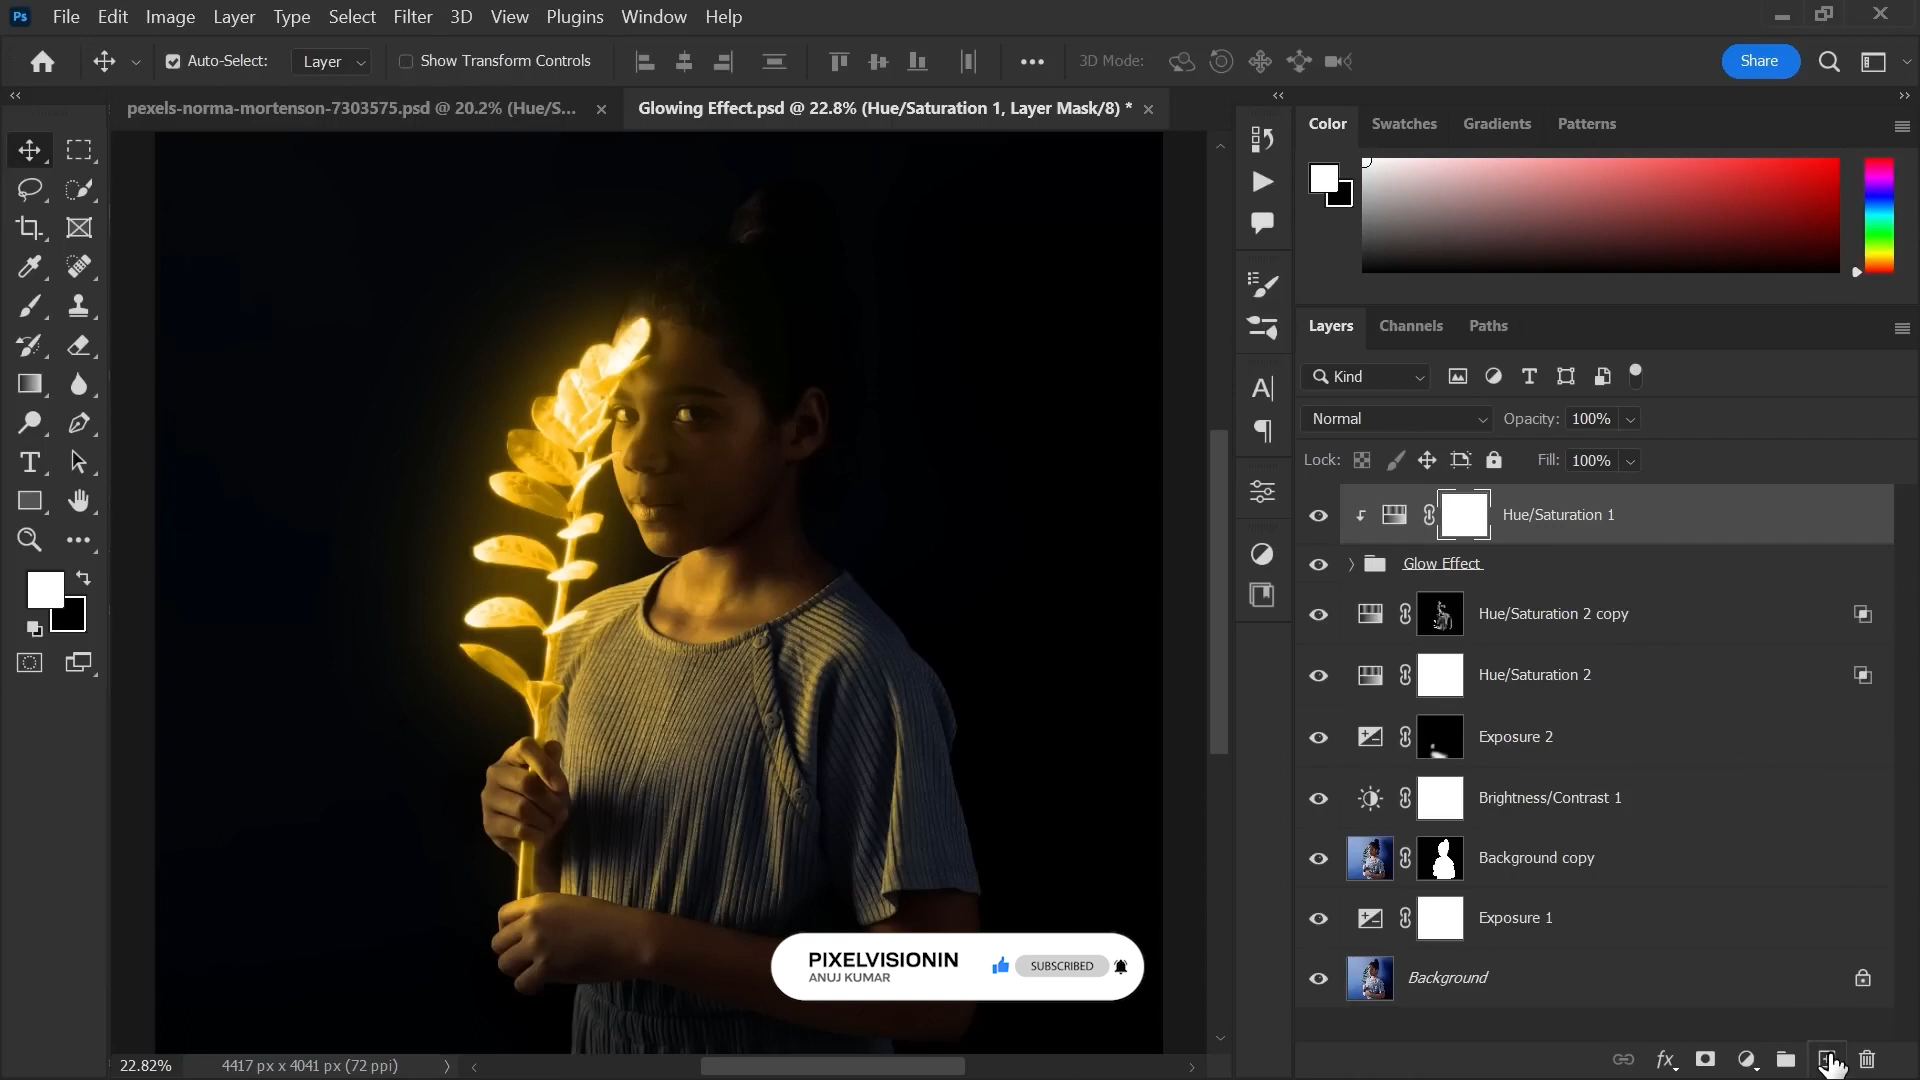 Ps File Edit Image Layer Type Select Filter 3D View Plugins Window Help
Auto-Select: Layer Show Transform Controls 3D Mode: Share
pexels-norma-mortenson-7303575.psd @ 20.2% (Hue/S...
Glowing Effect.psd @ 22.8% (Hue/Saturation 1, Layer Mask/8) *
Color Swatches Gradients Patterns
Layers Channels Paths
Kind
Normal Opacity: 100%
Lock: Fill: 100%
Hue/Saturation 1
Glow Effect
Hue/Saturation 2 copy
Hue/Saturation 2
Exposure 2
Brightness/Contrast 1
Background copy
Exposure 1
Background
PIXELVISIONIN
ANUJ KUMAR
SUBSCRIBED
22.82% 4417 px x 4041 px (72 ppi)
fx